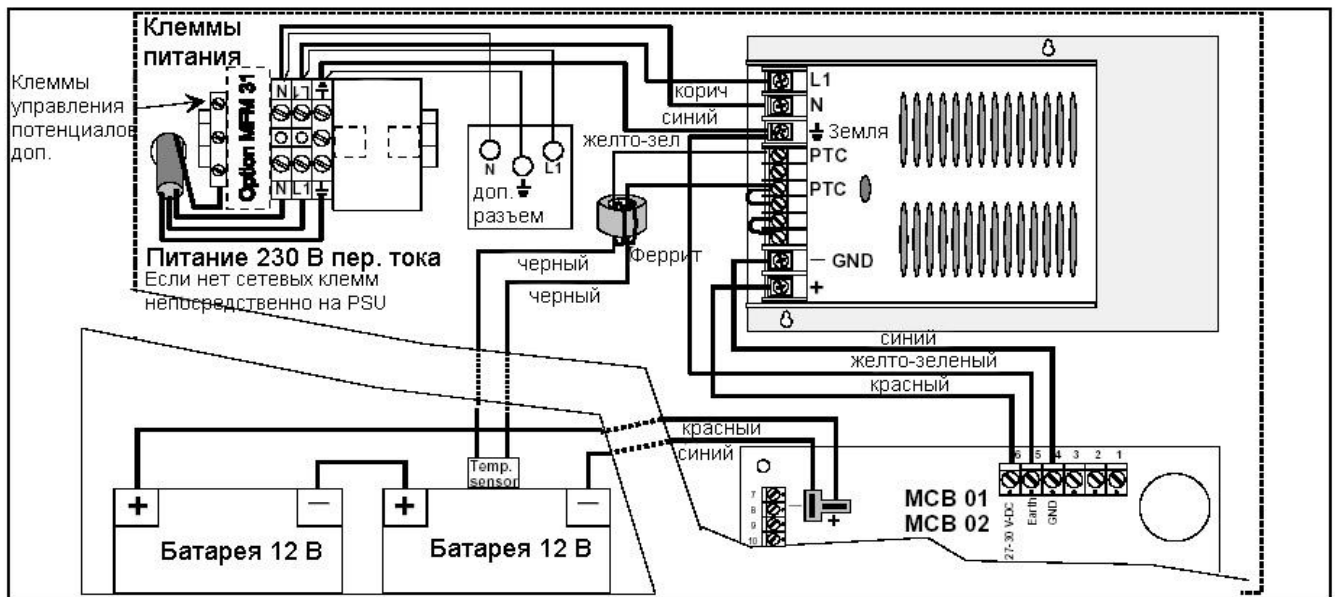 Клеммы
питания
Клеммы
управления
потенциалов
доп.
Option MFM 31
N L1
N L1
Питание 230 В пер. тока
Если нет сетевых клемм
непосредственно на PSU
N
L1
доп.
разъем
корич
синий
желто-зел
Феррит
черный
черный
L1
N
Земля
PTC
PTC
— GND
+
синий
желто-зеленый
красный
красный
синий
Temp.
sensor
+ —
Батарея 12 В
+ —
Батарея 12 В
7
8
9
10
— +
MCB 01
MCB 02
6 5 4 3 2 1
27-30 V-DC
Earth
GND